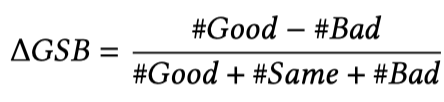 ΔGSB = (#Good − #Bad) / (#Good + #Same + #Bad)